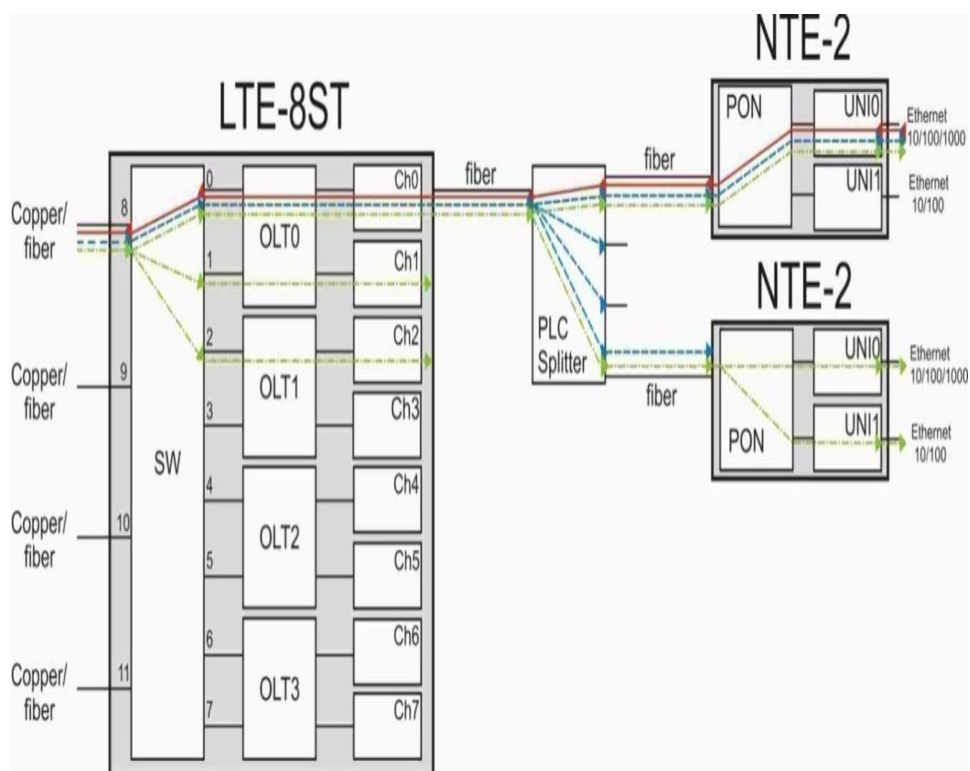 NTE-2
LTE-8ST
PON
UNI0
Ethernet
10/100/1000
UNI1
Ethernet
10/100
fiber
fiber
Copper/
fiber
8
0
OLT0
Ch0
1
Ch1
NTE-2
2
Ch2
PLC
Splitter
UNI0
Ethernet
10/100/1000
Copper/
fiber
9
OLT1
fiber
3
Ch3
PON
UNI1
Ethernet
10/100
SW
4
Ch4
Copper/
fiber
10
OLT2
5
Ch5
6
Ch6
Copper/
fiber
11
OLT3
7
Ch7